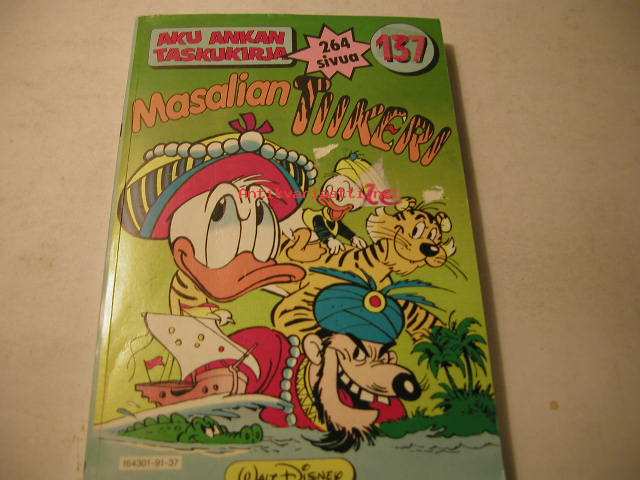 AKU ANKAN
TASKUKIRJA
264
sivua
137
Masalian
TIIKERI
164301-91-37
WALT DISNEY